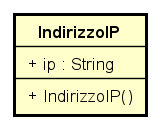 IndirizzoIP
+ ip : String
+ IndirizzoIP()